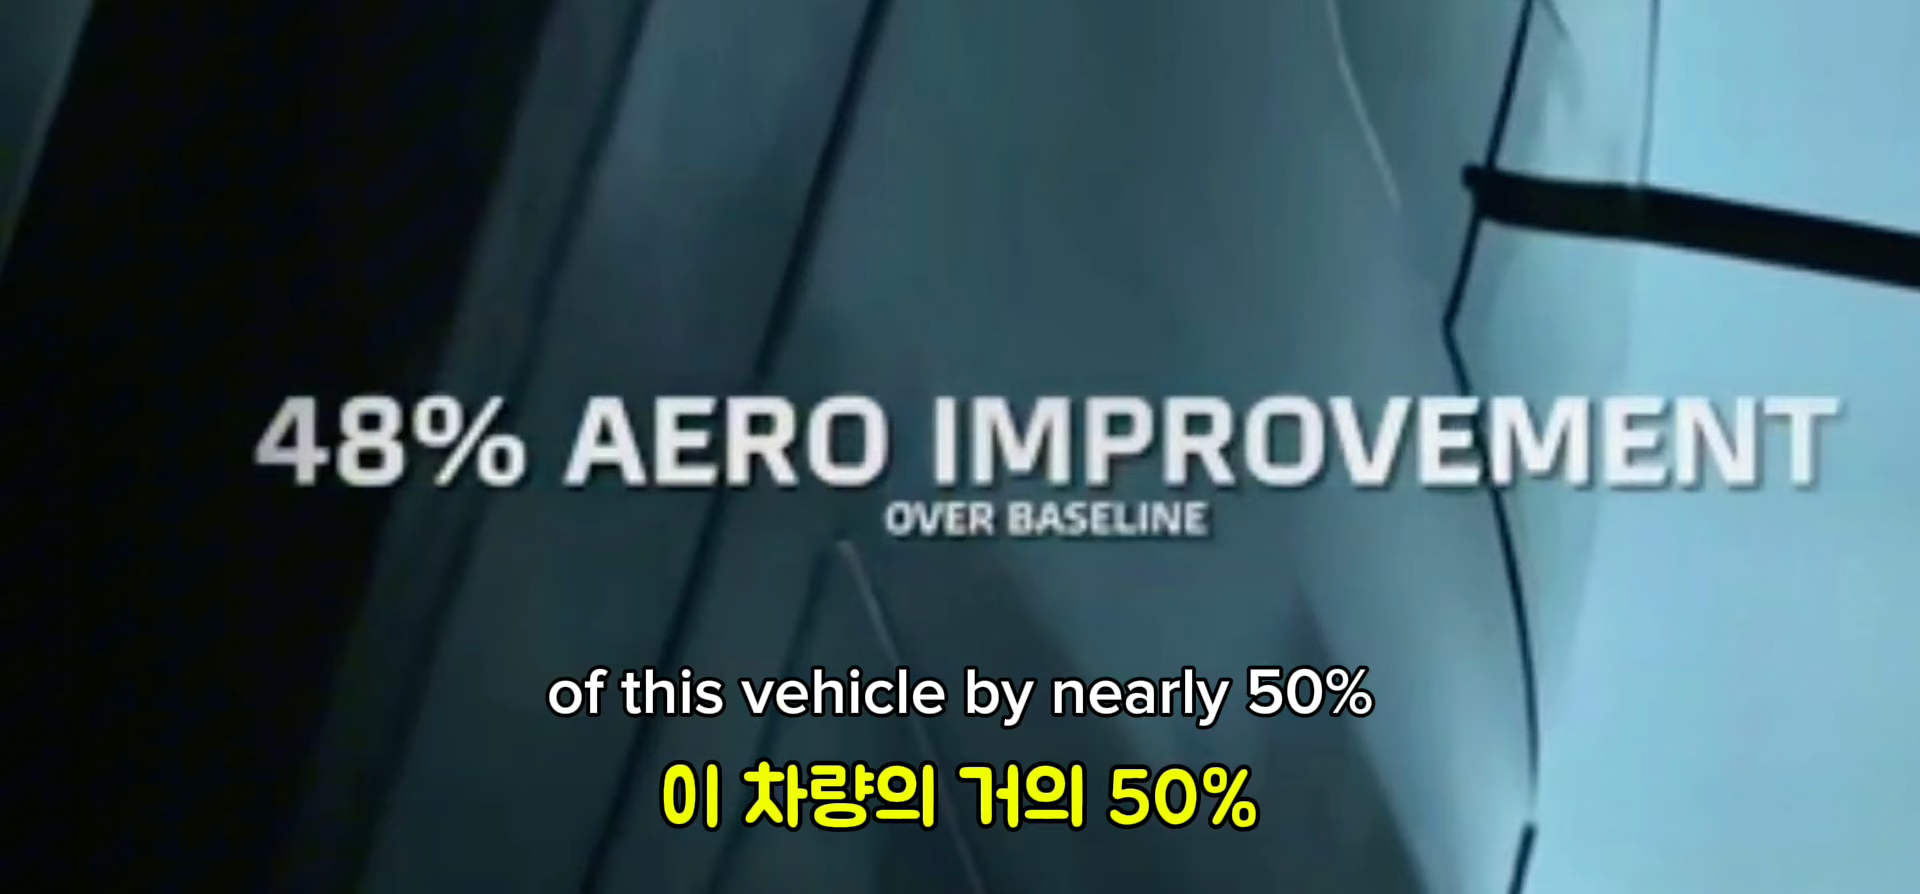 48% AERO IMPROVEMENT
OVER BASELINE
of this vehicle by nearly 50%
이 차량의 거의 50%